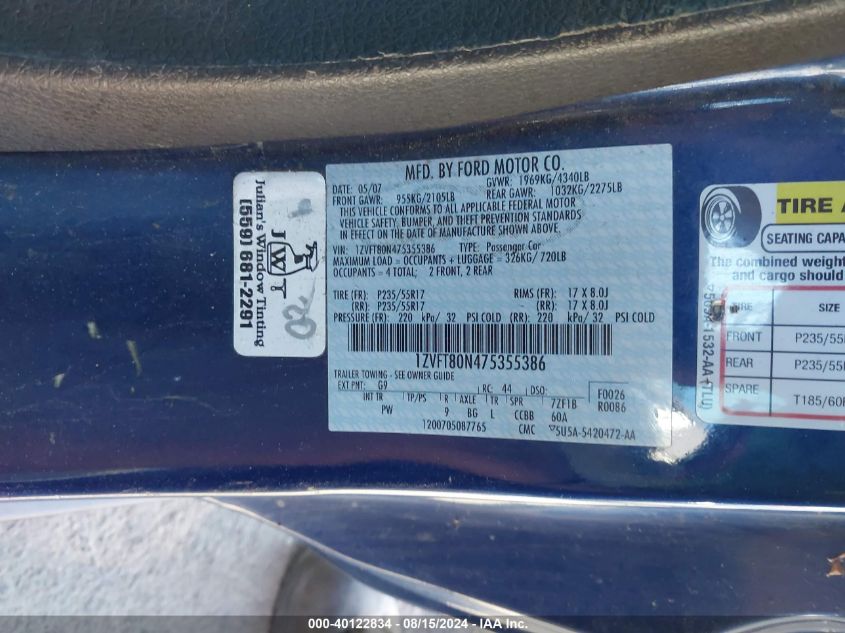 MFD. BY FORD MOTOR CO.
DATE: 05/07 GVWR: 1969KG/4340LB
FRONT GAWR: 955KG/2105LB REAR GAWR: 1032KG/2275LB
THIS VEHICLE CONFORMS TO ALL APPLICABLE FEDERAL MOTOR
VEHICLE SAFETY, BUMPER, AND THEFT PREVENTION STANDARDS
IN EFFECT ON THE DATE OF MANUFACTURE SHOWN ABOVE.
VIN: 1ZVFT80N475355386 TYPE: Passenger Car
MAXIMUM LOAD = OCCUPANTS + LUGGAGE = 326KG/720LB
OCCUPANTS = 4 TOTAL; 2 FRONT, 2 REAR
TIRE (FR): P235/55R17 RIMS (FR): 17 X 8.0J
(RR): P235/55R17 (RR): 17 X 8.0J
PRESSURE (FR): 220 kPa/ 32 PSI COLD (RR): 220 kPa/ 32 PSI COLD
1ZVFT80N475355386
TRAILER TOWING - SEE OWNER GUIDE
EXT PNT: G9 RC: 44 DSO: F0026
INT TR TP/PS R AXLE TR SPR 7ZF1B R0086
PW 9 BG L CCBB 60A
1200705087765 CMC 5U5A-5420472-AA
Julian's Window Tinting
(559) 681-2291
JWT
TIRE A
SEATING CAPA
The combined weight
and cargo should
TIRE SIZE
FRONT P235/55
REAR P235/55
SPARE T185/60
1532-AA (TLU)
000-40122834 - 08/15/2024 - IAAI.COM